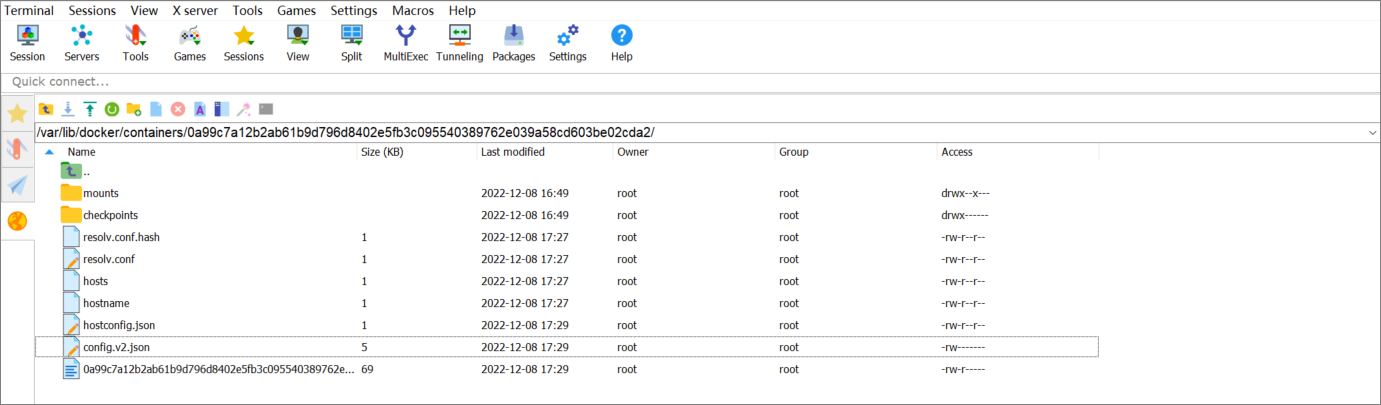 Terminal Sessions View X server Tools Games Settings Macros Help
Session Servers Tools Games Sessions View Split MultiExec Tunneling Packages Settings Help
Quick connect...
/var/lib/docker/containers/0a99c7a12b2ab61b9d796d8402e5fb3c095540389762e039a58cd603be02cda2/
Name Size (KB) Last modified Owner Group Access
..
mounts 2022-12-08 16:49 root root drwx--x---
checkpoints 2022-12-08 16:49 root root drwx------
resolv.conf.hash 1 2022-12-08 17:27 root root -rw-r--r--
resolv.conf 1 2022-12-08 17:27 root root -rw-r--r--
hosts 1 2022-12-08 17:27 root root -rw-r--r--
hostname 1 2022-12-08 17:27 root root -rw-r--r--
hostconfig.json 1 2022-12-08 17:29 root root -rw-r--r--
config.v2.json 5 2022-12-08 17:29 root root -rw-------
0a99c7a12b2ab61b9d796d8402e5fb3c095540389762e... 69 2022-12-08 17:29 root root -rw-r-----